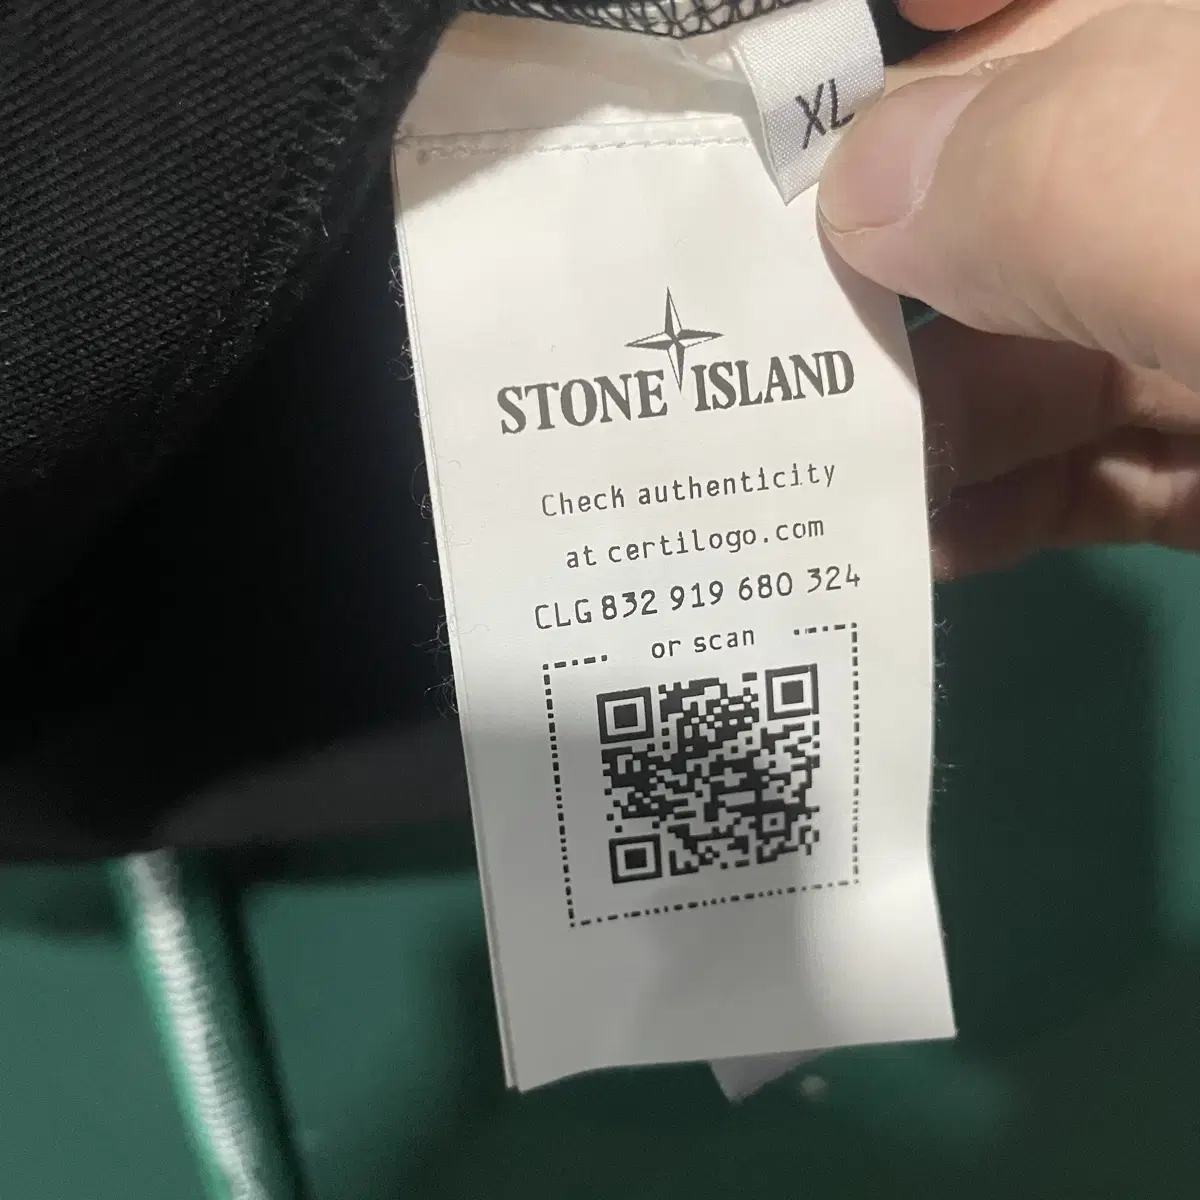 XL
STONE ISLAND
Check authenticity
at certilogo.com
CLG 832 919 680 324
or scan